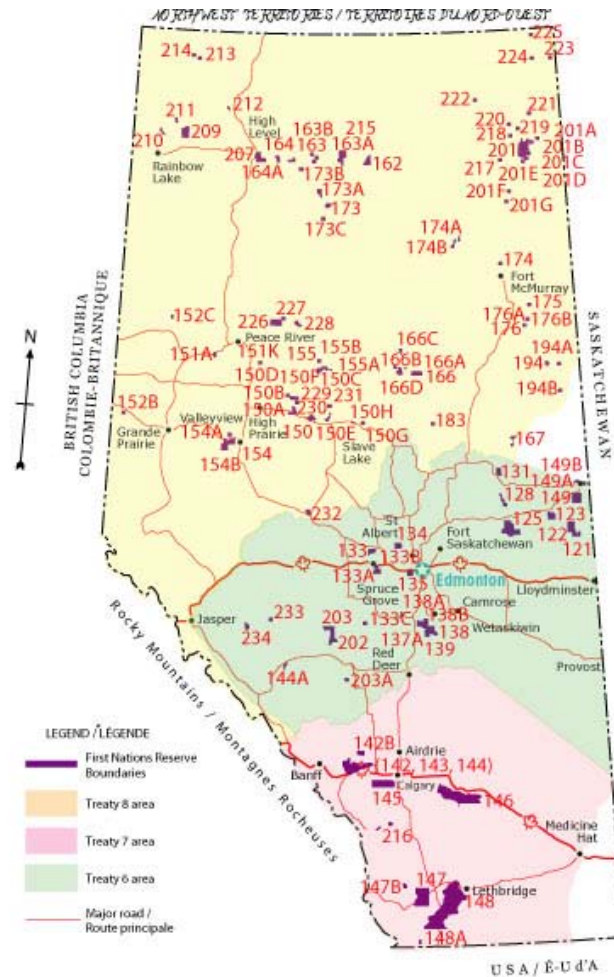 NORTHWEST TERRITORIES / TERRITOIRES DU NORD-OUEST
225
214
213
224
223
222
212
211
High
Level
163B
215
220
221
210
209
218
219
201A
207
164
163
163A
162
201
201B
Rainbow
Lake
164A
173B
217
201E
201C
201D
173A
201F
173
201G
173C
174A
174B
174
Fort
McMurray
BRITISH COLUMBIA
COLOMBIE-BRITANNIQUE
SASKATCHEWAN
N
152C
227
175
226
228
176A
176B
Peace River
176
151A
151K
155
155B
166C
150D
150F
155A
166B
166A
194A
150C
166
194
150B
229
166D
194B
152B
150A
230
231
Valleyview
High
Prairie
150H
183
Grande
Prairie
154A
150
150E
150G
167
154
Slave
Lake
154B
131
149B
149A
128
149
232
St
Albert
134
125
123
Fort
Saskatchewan
122
133
133B
121
133A
135
Edmonton
Lloydminster
Spruce
Grove
138A
Camrose
Jasper
233
203
133C
138B
Wetaskiwin
234
202
137A
138
139
Red
Deer
Provost
144A
203A
Rocky Mountains / Montagnes Rocheuses
LEGEND / LÉGENDE
First Nations Reserve
Boundaries
Treaty 8 area
Treaty 7 area
Treaty 6 area
Major road /
Route principale
142B
Airdrie
Banff
(142, 143, 144)
Calgary
145
146
216
Medicine
Hat
147B
147
Lethbridge
148
148A
USA / É-U d'A